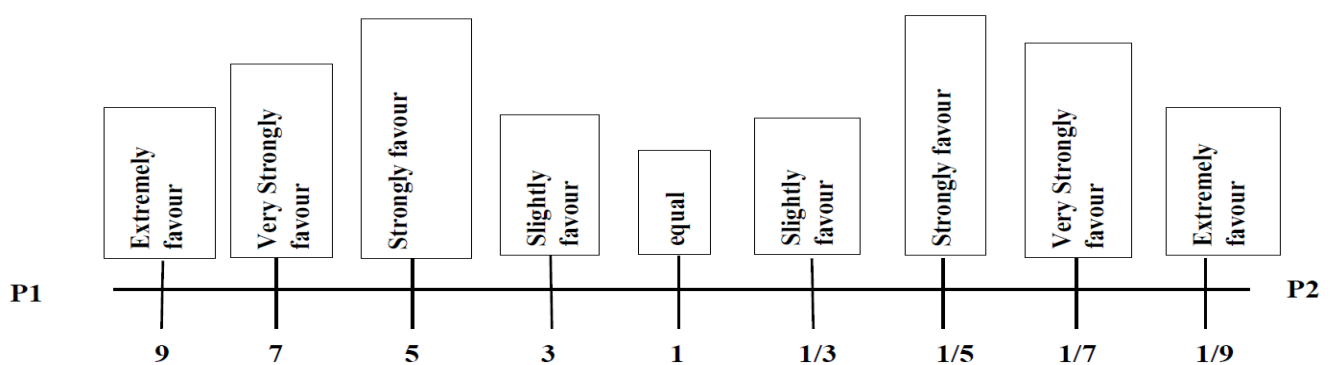 Extremely
favour
Very Strongly
favour
Strongly favour
Slightly
favour
equal
Slightly
favour
Strongly favour
Very Strongly
favour
Extremely
favour
P1
P2
9
7
5
3
1
1/3
1/5
1/7
1/9